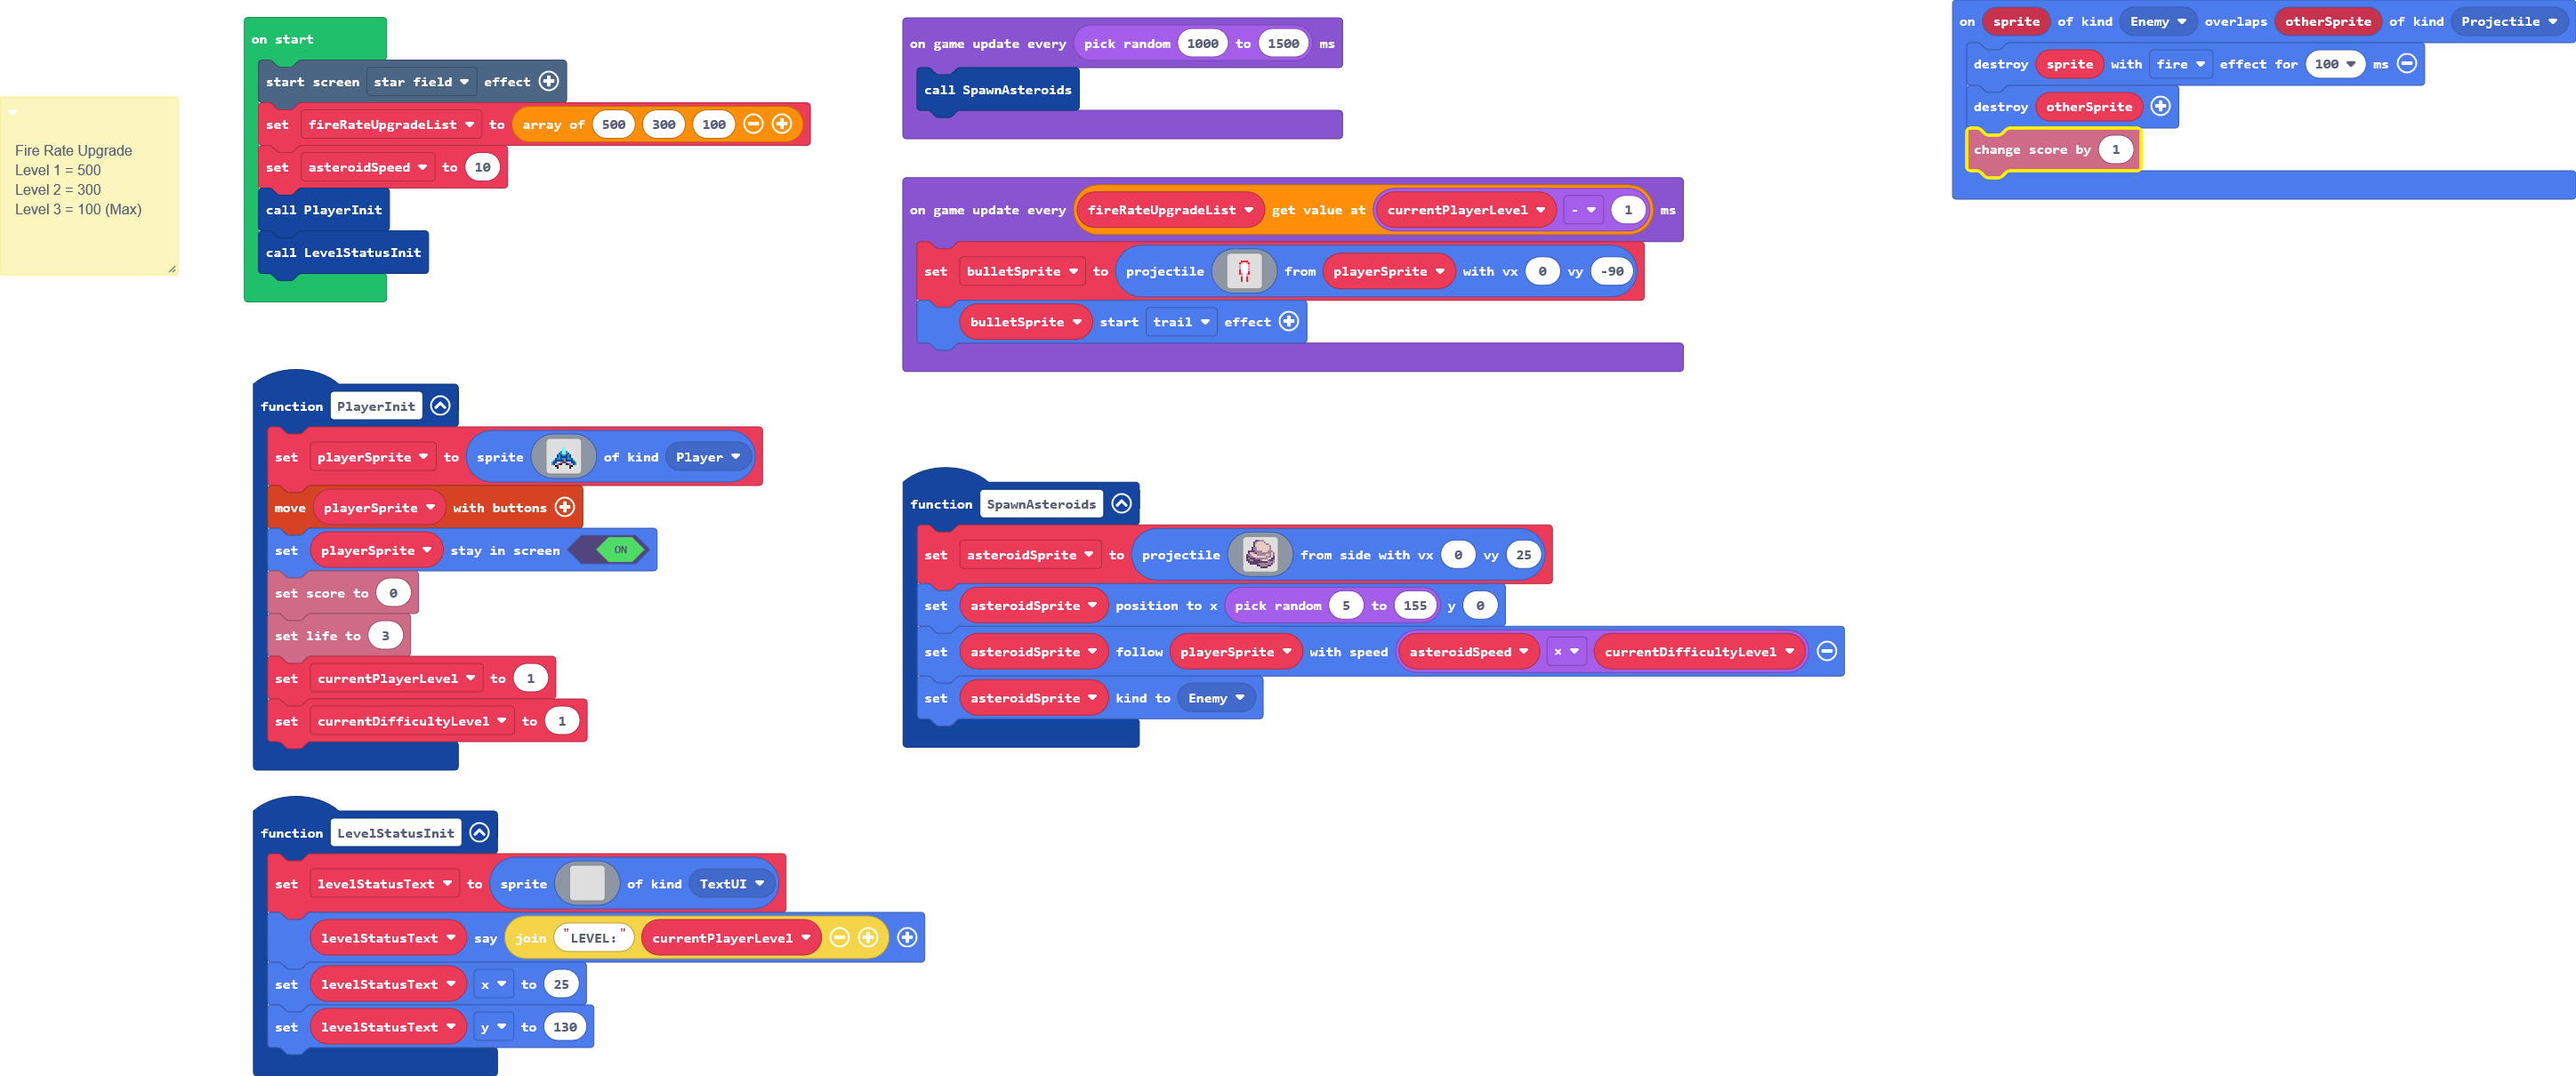 Fire Rate Upgrade
Level 1 = 500
Level 2 = 300
Level 3 = 100 (Max)
on start
start screen star field effect
set fireRateUpgradeList to array of 500 300 100
set asteroidSpeed to 10
call PlayerInit
call LevelStatusInit
function PlayerInit
set playerSprite to sprite of kind Player
move playerSprite with buttons
set playerSprite stay in screen ON
set score to 0
set life to 3
set currentPlayerLevel to 1
set currentDifficultyLevel to 1
function LevelStatusInit
set levelStatusText to sprite of kind TextUI
levelStatusText say join "LEVEL:" currentPlayerLevel
set levelStatusText x to 25
set levelStatusText y to 130
on game update every pick random 1000 to 1500 ms
call SpawnAsteroids
on game update every fireRateUpgradeList get value at currentPlayerLevel - 1 ms
set bulletSprite to projectile from playerSprite with vx 0 vy -90
bulletSprite start trail effect
function SpawnAsteroids
set asteroidSprite to projectile from side with vx 0 vy 25
set asteroidSprite position to x pick random 5 to 155 y 0
set asteroidSprite follow playerSprite with speed asteroidSpeed × currentDifficultyLevel
set asteroidSprite kind to Enemy
on sprite of kind Enemy overlaps otherSprite of kind Projectile
destroy sprite with fire effect for 100 ms
destroy otherSprite
change score by 1